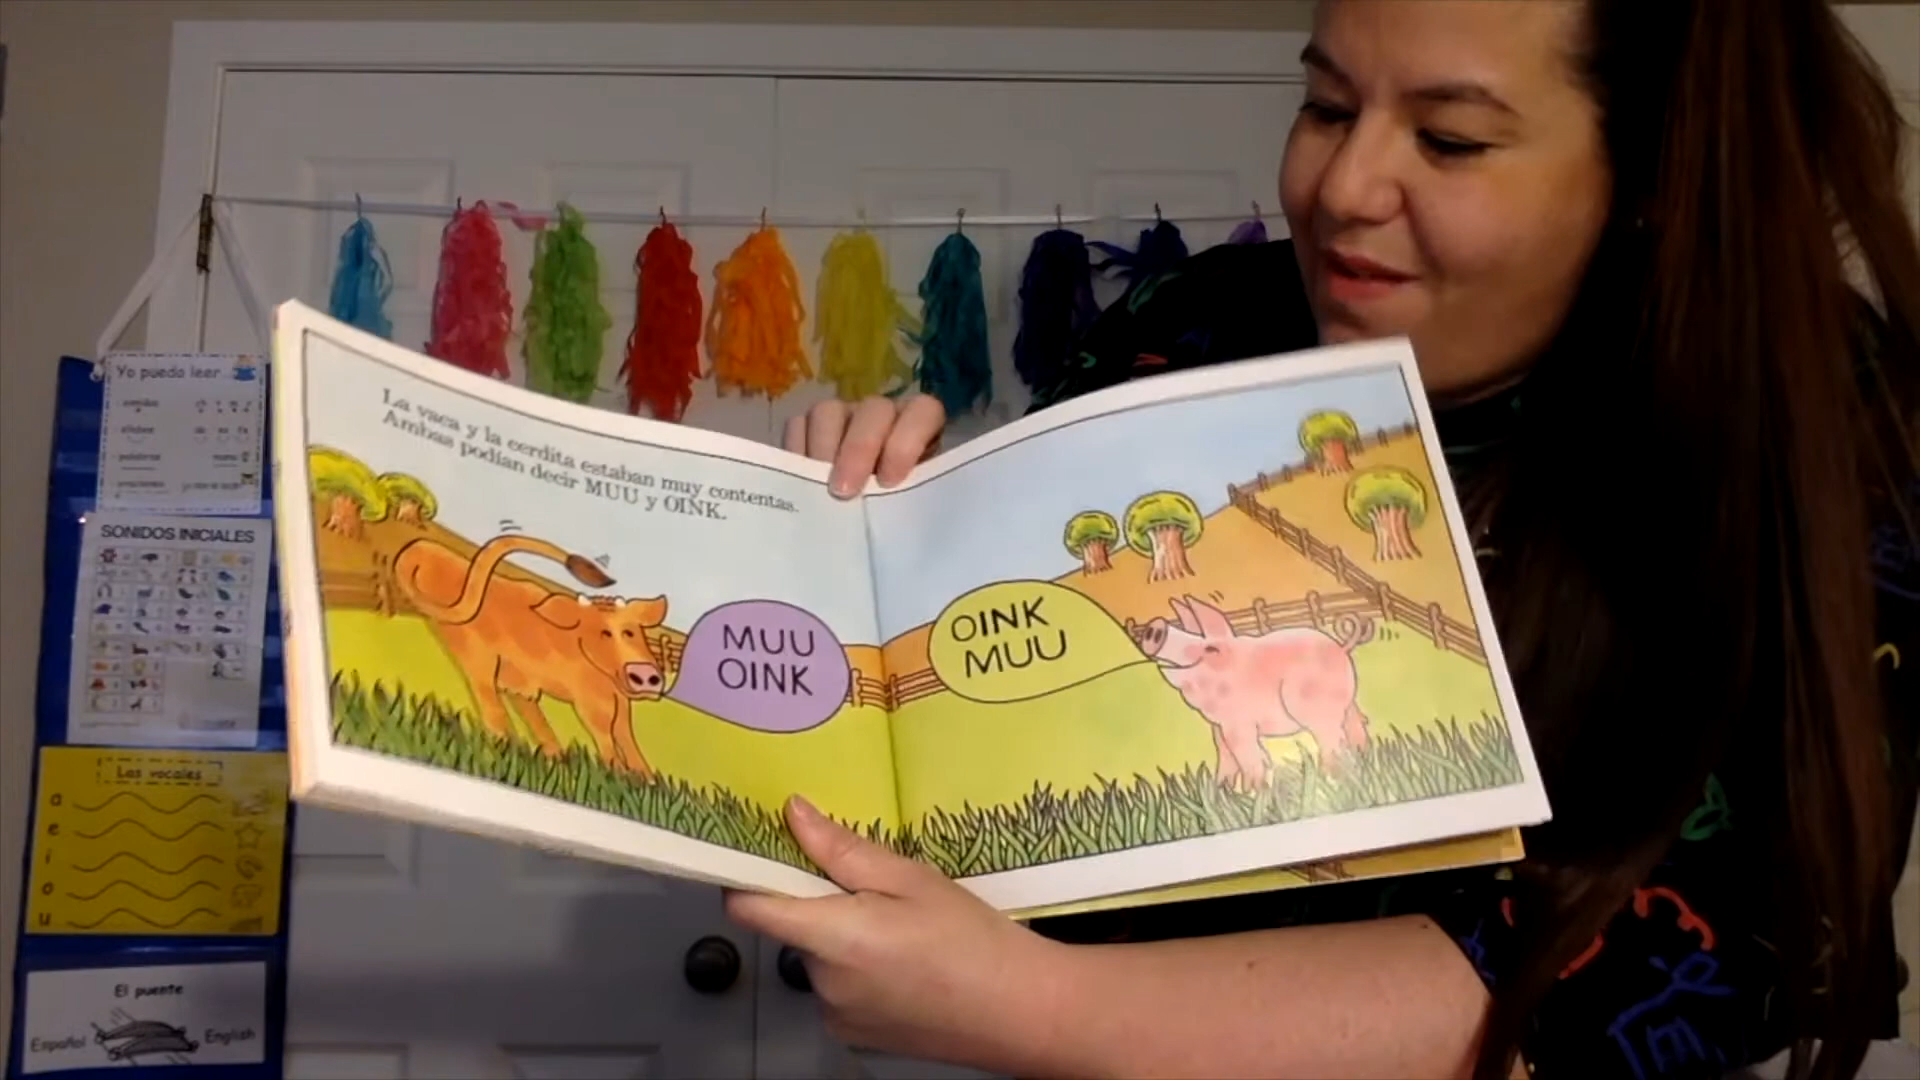 La vaca y la cerdita estaban muy contentas.
Ambas podían decir MUU y OINK.
MUU
OINK
OINK
MUU
Yo puedo leer
SONIDOS INICIALES
Las vocales
a
e
i
o
u
El puente
Español
English